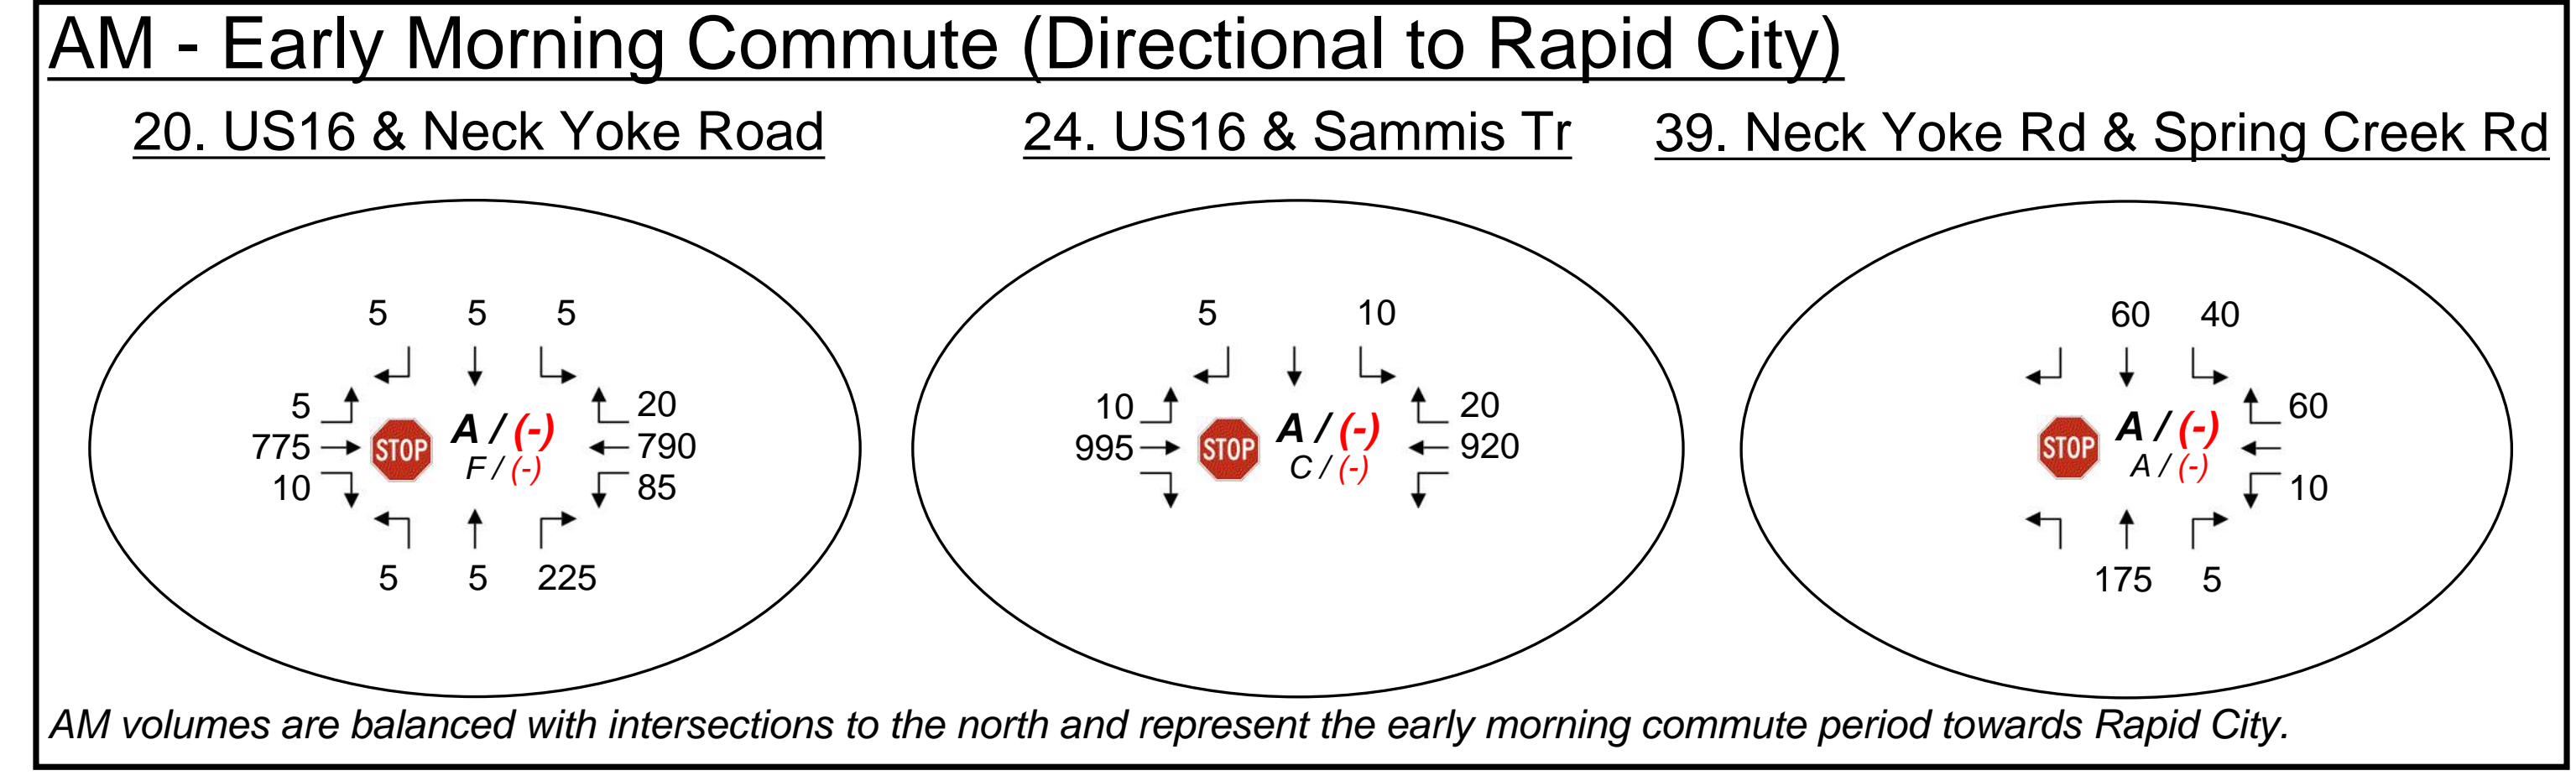 AM - Early Morning Commute (Directional to Rapid City)
20. US16 & Neck Yoke Road
24. US16 & Sammis Tr
39. Neck Yoke Rd & Spring Creek Rd
5 5 5
5
775
10
STOP
A / (-)
F / (-)
20
790
85
5 5 225
5 10
10
995
STOP
A / (-)
C / (-)
20
920
60 40
STOP
A / (-)
A / (-)
60
10
175 5
AM volumes are balanced with intersections to the north and represent the early morning commute period towards Rapid City.